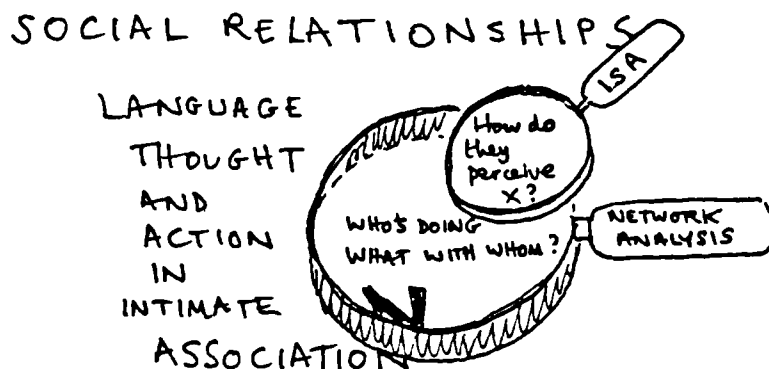 SOCIAL RELATIONSHIPS
LANGUAGE
THOUGHT
AND
ACTION
IN
INTIMATE
ASSOCIATION
LSA
How do
they
perceive
X?
WHO'S DOING
WHAT WITH WHOM?
NETWORK
ANALYSIS